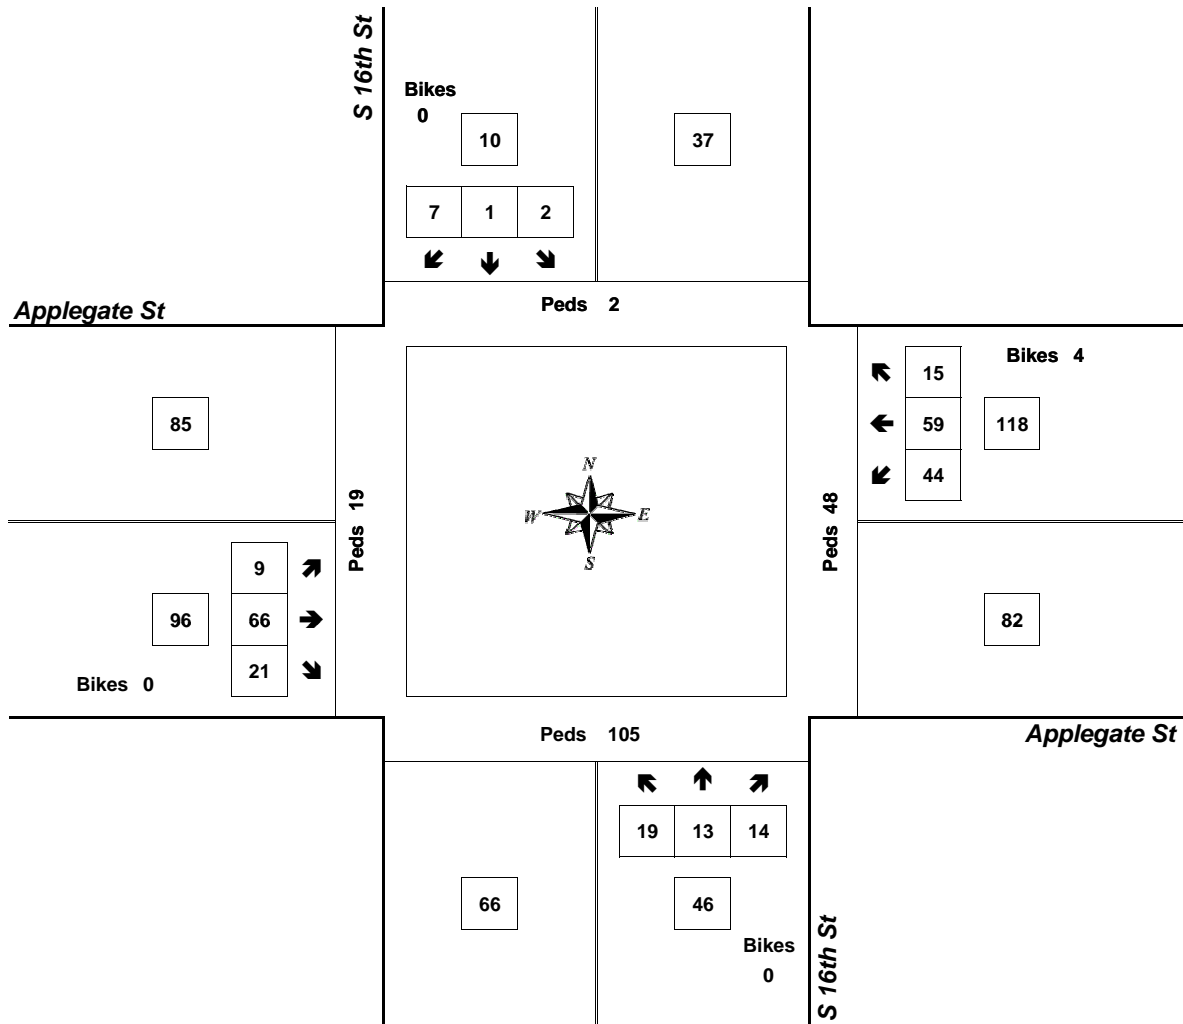 S 16th St
Bikes
0
10
37
7 1 2
Peds 2
Applegate St
Bikes 4
15
85
59 118
44
N
W E
S
Peds 19
Peds 48
9
96 66
82
21
Bikes 0
Peds 105
Applegate St
19 13 14
66
46
Bikes
0
S 16th St